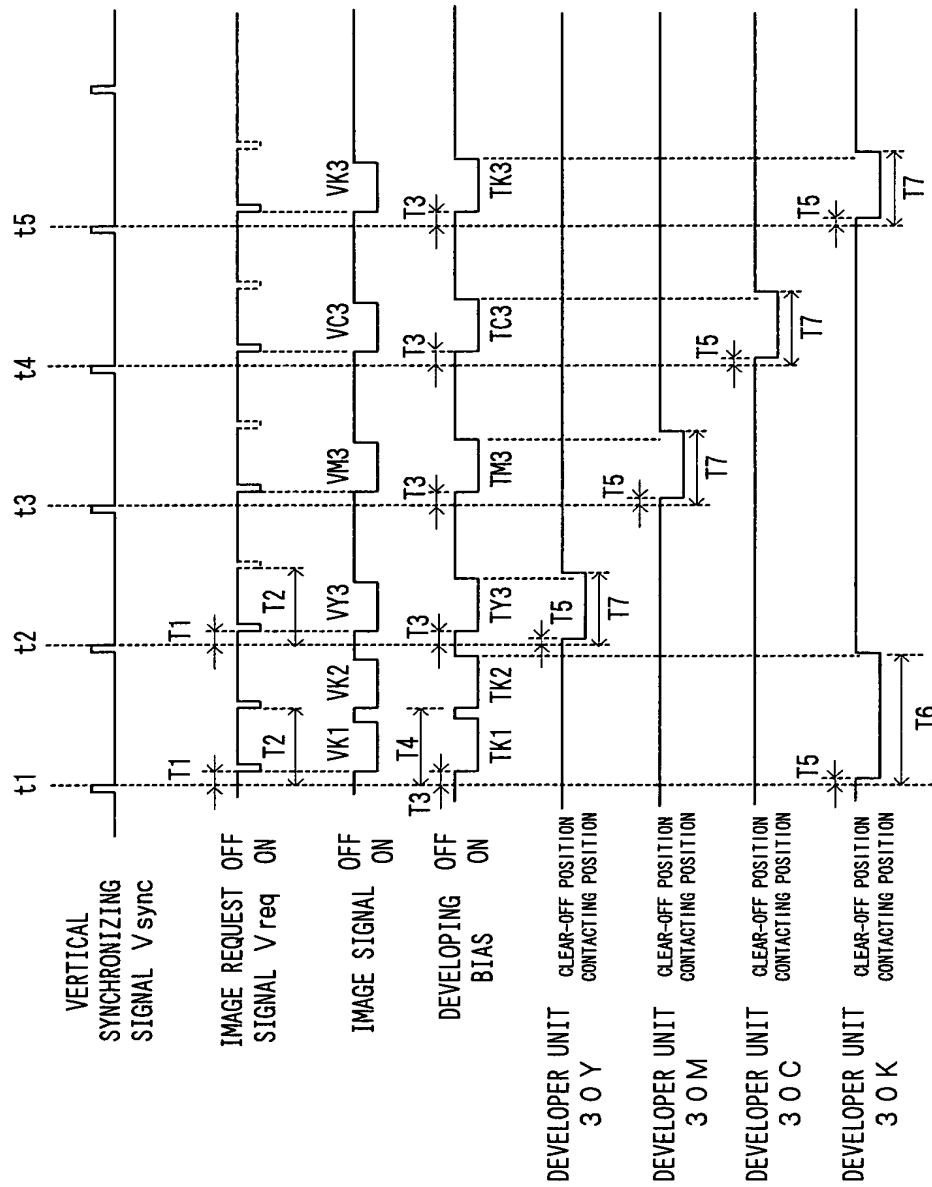 t1 t2 t3 t4 t5
VERTICAL
SYNCHRONIZING
SIGNAL Vsync
IMAGE REQUEST OFF
SIGNAL Vreq ON
T1 T2 T1 T2
IMAGE SIGNAL OFF
ON
VK1 VK2 VY3 VM3 VC3 VK3
DEVELOPING OFF
BIAS ON
T3 T4 T3 T3 T3 T3
TK1 TK2 TY3 TM3 TC3 TK3
DEVELOPER UNIT
30Y
CLEAR-OFF POSITION
CONTACTING POSITION
T5
T7
DEVELOPER UNIT
30M
CLEAR-OFF POSITION
CONTACTING POSITION
T5
T7
DEVELOPER UNIT
30C
CLEAR-OFF POSITION
CONTACTING POSITION
T5
T7
DEVELOPER UNIT
30K
CLEAR-OFF POSITION
CONTACTING POSITION
T5 T5
T6 T7